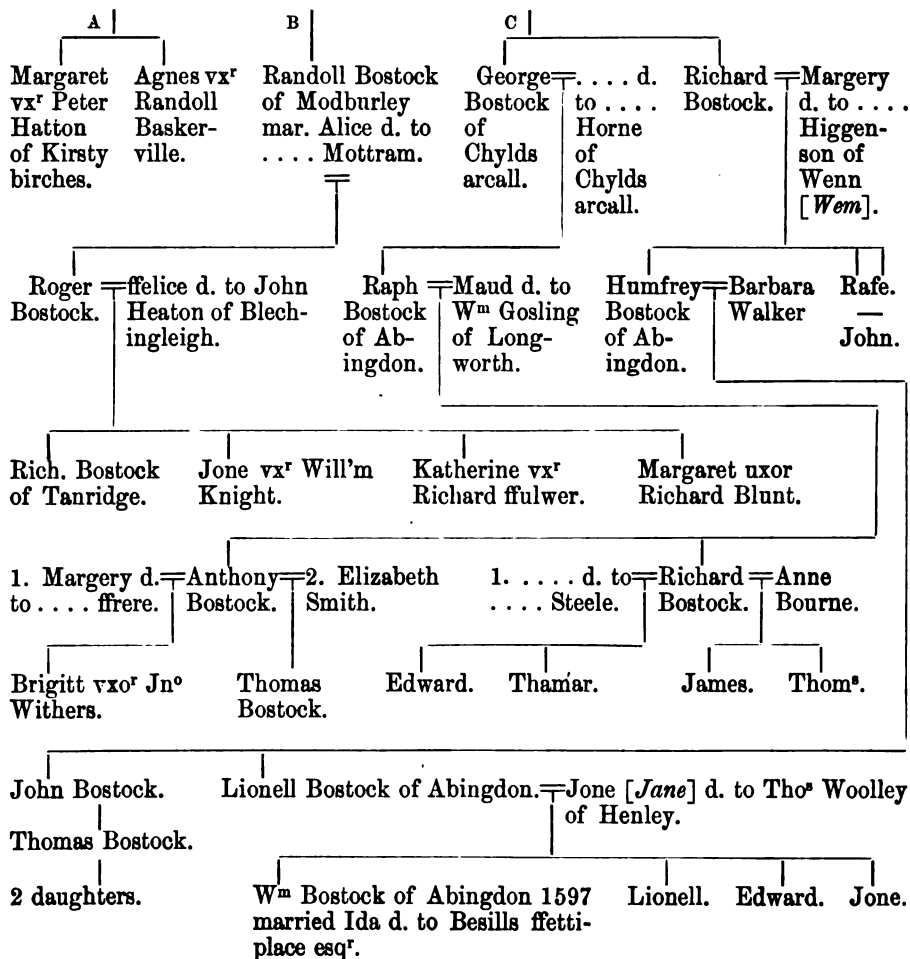 A
B
C
Margaret
vxʳ Peter
Hatton
of Kirsty
birches.
Agnes vxʳ
Randoll
Basker-
ville.
Randoll Bostock
of Modburley
mar. Alice d. to
.... Mottram.
George
Bostock
of
Chylds
arcall.
.... d.
to ....
Horne
of
Chylds
arcall.
Richard
Bostock.
Margery
d. to ....
Higgen-
son of
Wenn
[Wem].
Roger
Bostock.
ffelice d. to John
Heaton of Blech-
ingleigh.
Raph
Bostock
of Ab-
ingdon.
Maud d. to
Wᵐ Gosling
of Long-
worth.
Humfrey
Bostock
of Ab-
ingdon.
Barbara
Walker
Rafe.
—
John.
Rich. Bostock
of Tanridge.
Jone vxʳ Will'm
Knight.
Katherine vxʳ
Richard ffulwer.
Margaret uxor
Richard Blunt.
1. Margery d.
to .... ffrere.
Anthony
Bostock.
2. Elizabeth
Smith.
1. ..... d. to
.... Steele.
Richard
Bostock.
Anne
Bourne.
Brigitt vxoʳ Jnᵒ
Withers.
Thomas
Bostock.
Edward.
Thamar.
James.
Thomˢ.
John Bostock.
Thomas Bostock.
2 daughters.
Lionell Bostock of Abingdon.
Jone [Jane] d. to Thoˢ Woolley
of Henley.
Wᵐ Bostock of Abingdon 1597
married Ida d. to Besills ffetti-
place esqʳ.
Lionell.
Edward.
Jone.